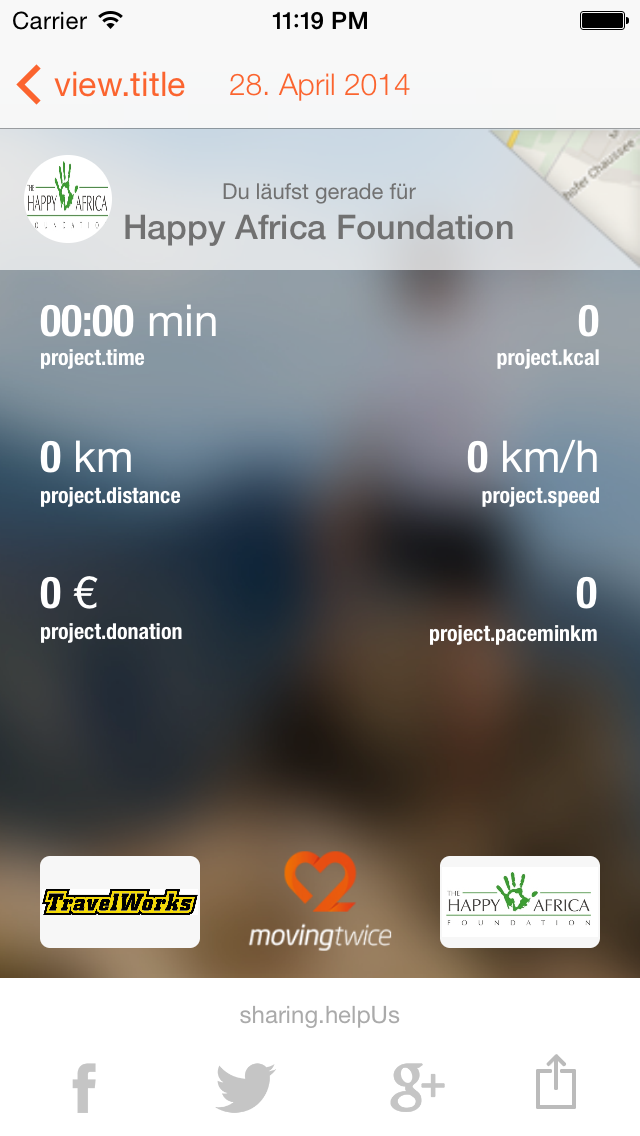 Carrier 11:19 PM
view.title 28. April 2014
hofer Chaussee
THE
HAPPY AFRICA
FOUNDATION
Du läufst gerade für
Happy Africa Foundation
00:00 min 0
project.time project.kcal
0 km 0 km/h
project.distance project.speed
0 € 0
project.donation project.paceminkm
TravelWorks
movingtwice
THE
HAPPY AFRICA
FOUNDATION
sharing.helpUs
f g+